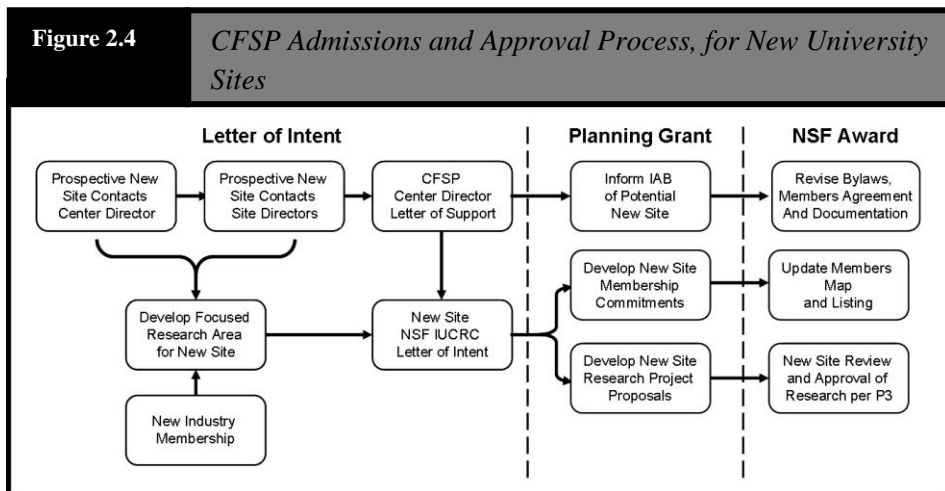 Figure 2.4
CFSP Admissions and Approval Process, for New University
Sites
Letter of Intent
Planning Grant
NSF Award
Prospective New
Site Contacts
Center Director
Prospective New
Site Contacts
Site Directors
CFSP
Center Director
Letter of Support
Inform IAB
of Potential
New Site
Revise Bylaws,
Members Agreement
And Documentation
Develop Focused
Research Area
for New Site
New Site
NSF IUCRC
Letter of Intent
Develop New Site
Membership
Commitments
Update Members
Map
and Listing
Develop New Site
Research Project
Proposals
New Site Review
and Approval of
Research per P3
New Industry
Membership